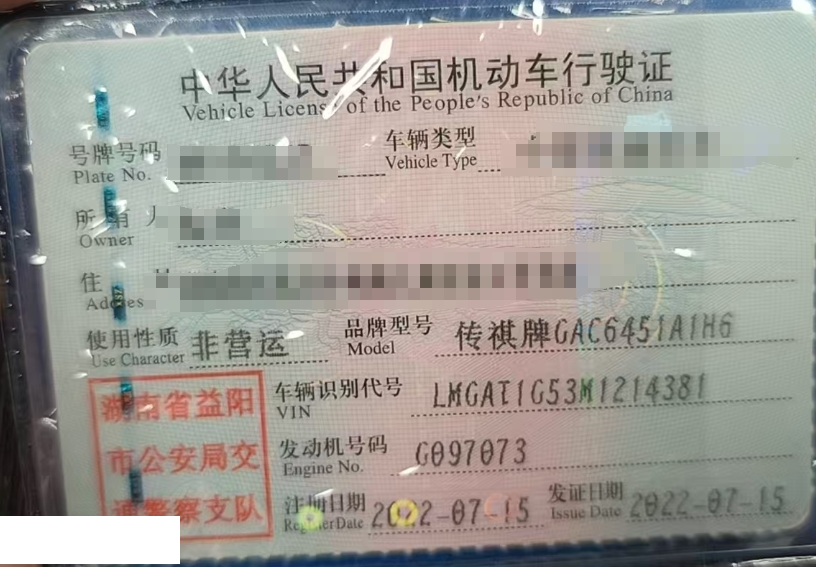 中华人民共和国机动车行驶证
Vehicle License of the People's Republic of China
号牌号码 车辆类型
Plate No. Vehicle Type
所有人
Owner
住
Address
使用性质 非营运 品牌型号 传祺牌GAC6451A1H6
Use Character Model
湖南省益阳 车辆识别代号 LMGAT1G53M1214381
VIN
市公安局交 发动机号码 G097073
Engine No.
通警察支队 注册日期 2022-07-15 发证日期 2022-07-15
Register Date Issue Date